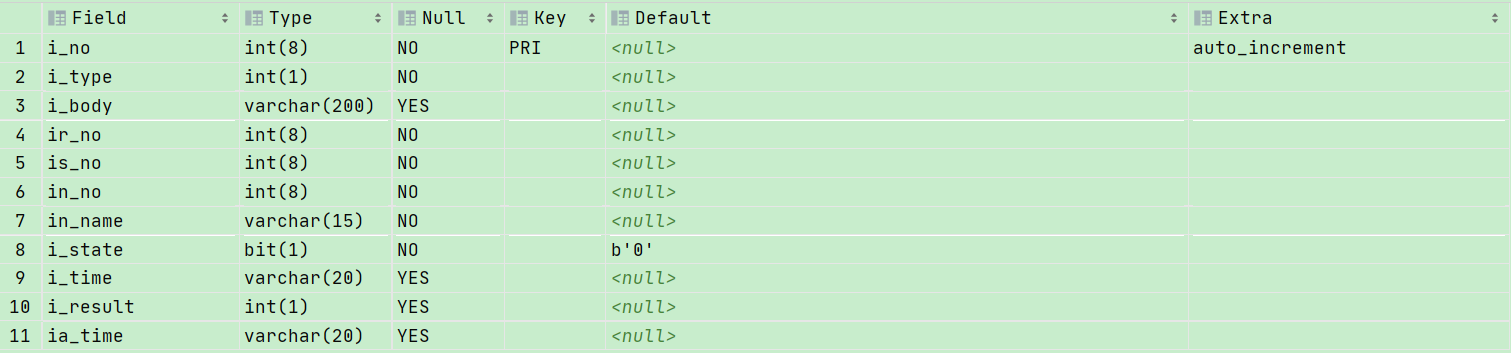 Field Type Null Key Default Extra
1 i_no int(8) NO PRI <null> auto_increment
2 i_type int(1) NO <null>
3 i_body varchar(200) YES <null>
4 ir_no int(8) NO <null>
5 is_no int(8) NO <null>
6 in_no int(8) NO <null>
7 in_name varchar(15) NO <null>
8 i_state bit(1) NO b'0'
9 i_time varchar(20) YES <null>
10 i_result int(1) YES <null>
11 ia_time varchar(20) YES <null>